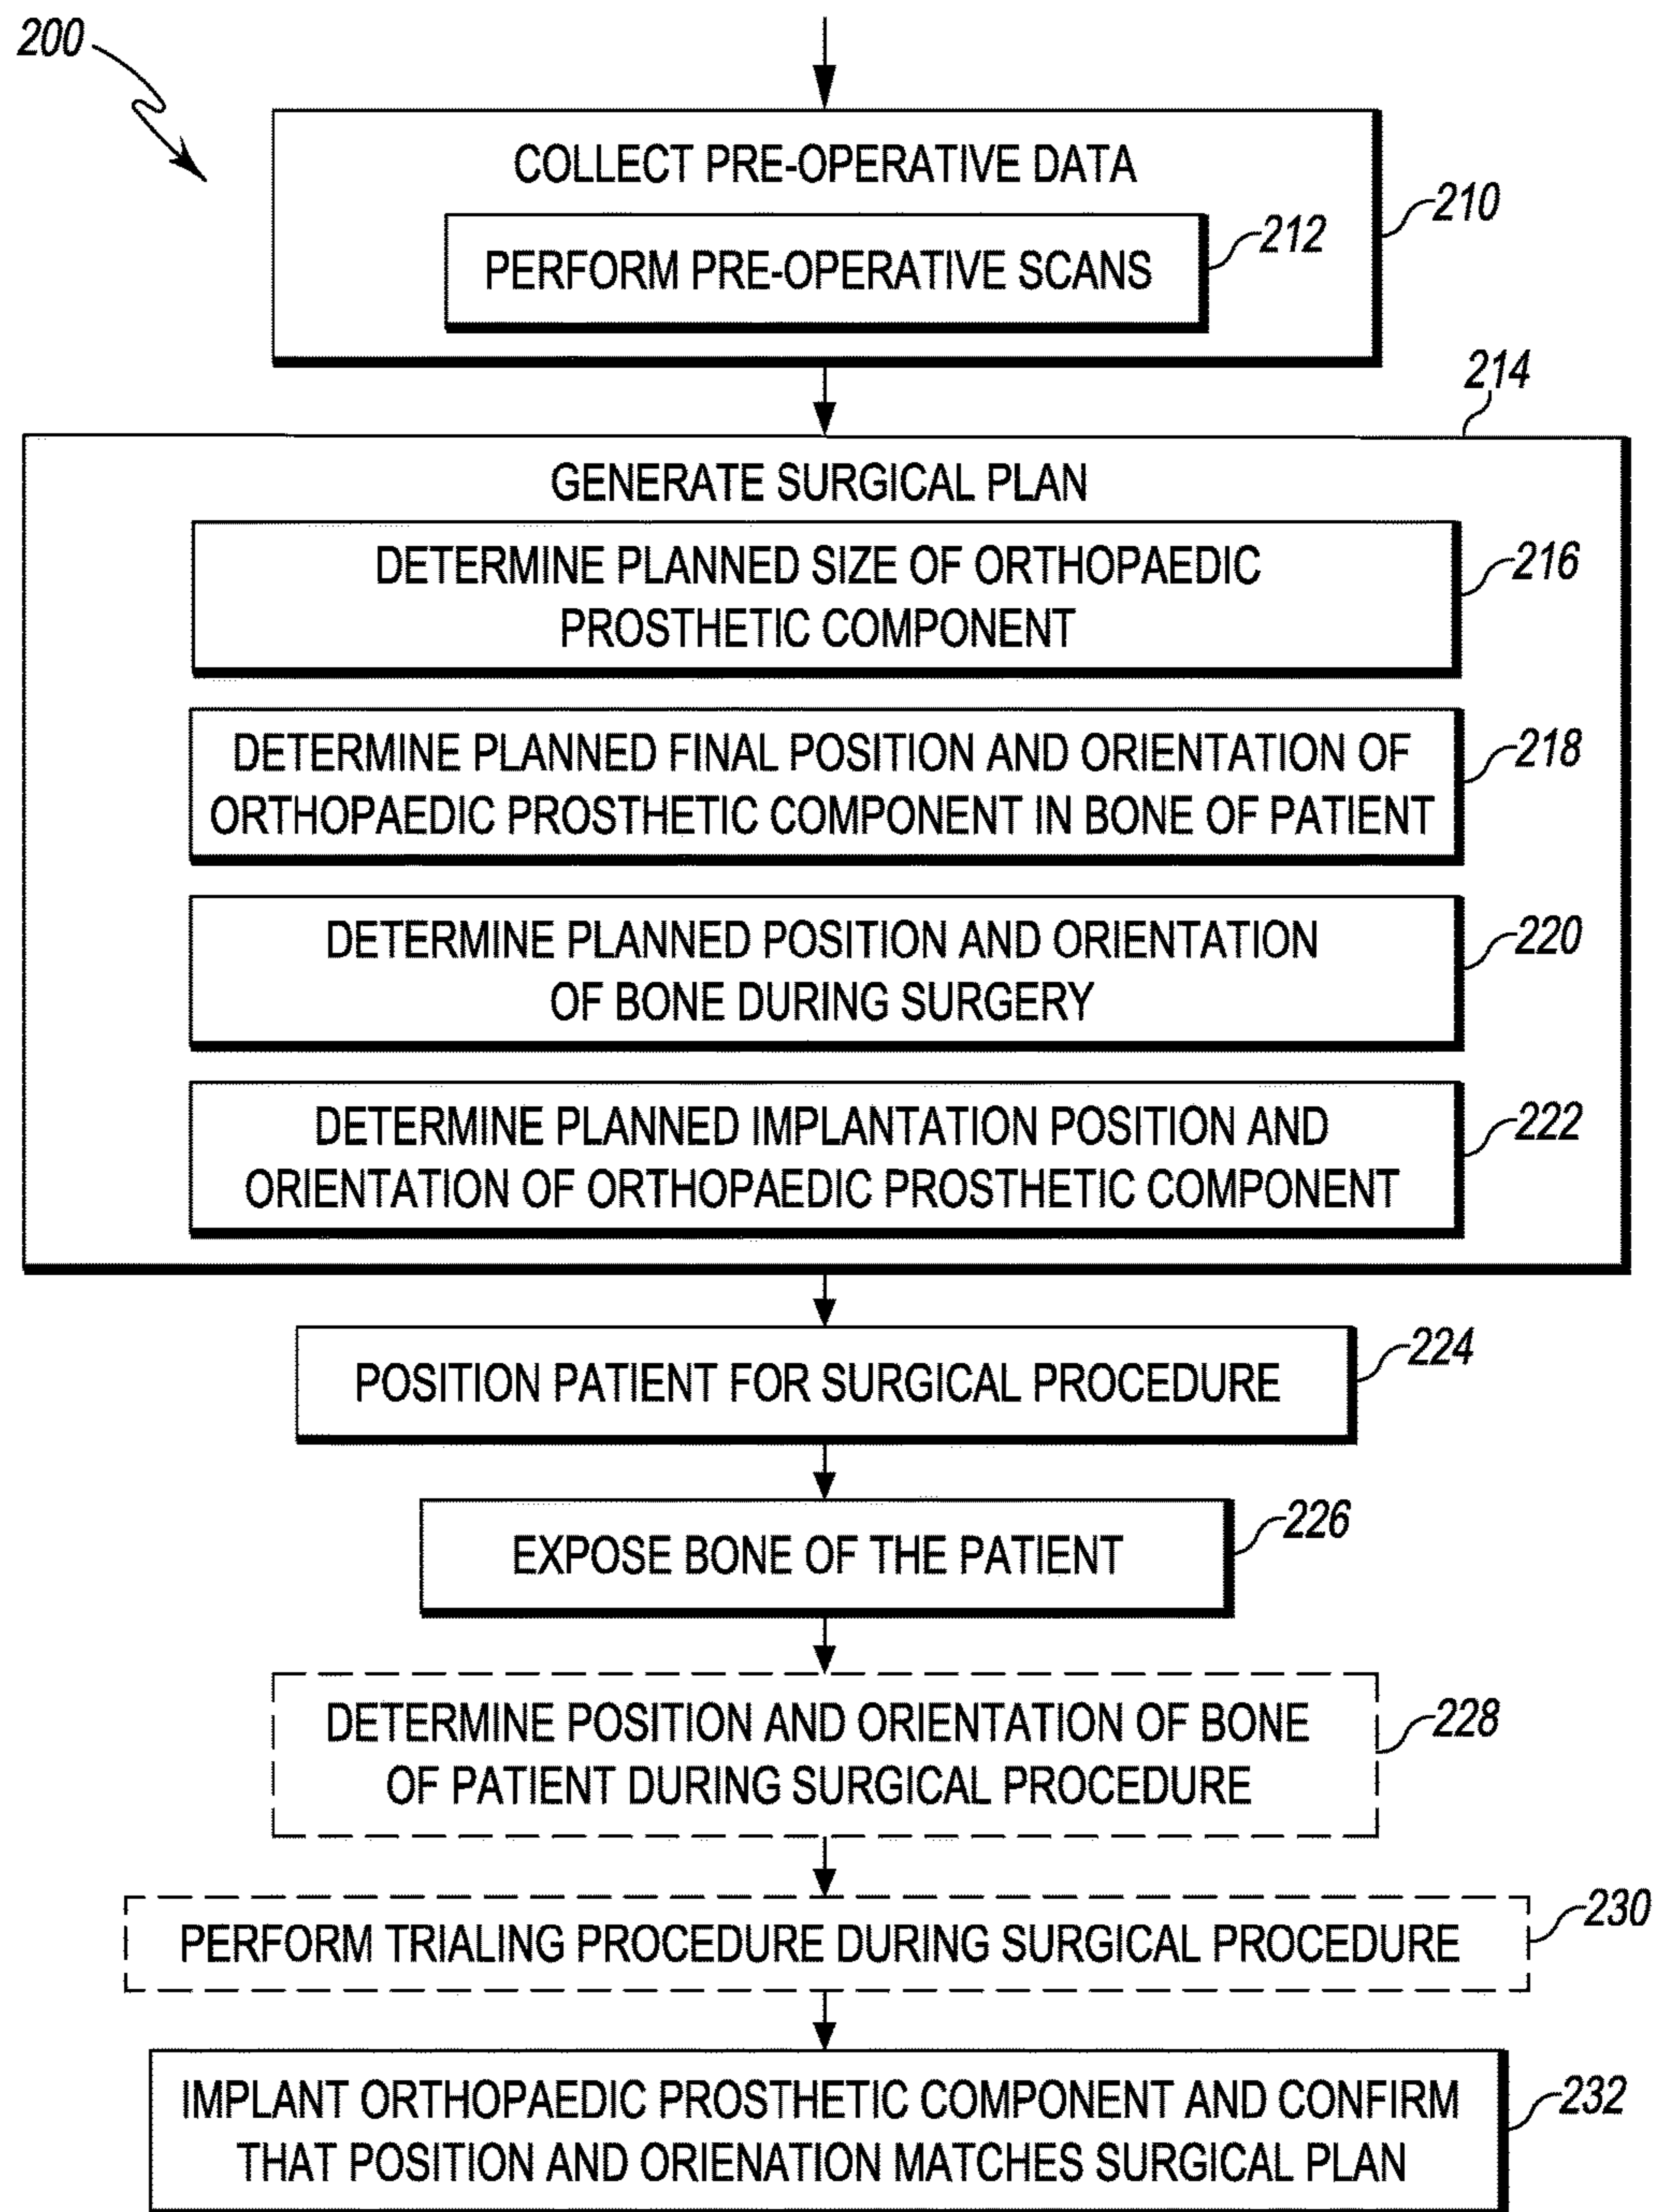 200
COLLECT PRE-OPERATIVE DATA
210
PERFORM PRE-OPERATIVE SCANS
212
214
GENERATE SURGICAL PLAN
DETERMINE PLANNED SIZE OF ORTHOPAEDIC
PROSTHETIC COMPONENT
216
DETERMINE PLANNED FINAL POSITION AND ORIENTATION OF
ORTHOPAEDIC PROSTHETIC COMPONENT IN BONE OF PATIENT
218
DETERMINE PLANNED POSITION AND ORIENTATION
OF BONE DURING SURGERY
220
DETERMINE PLANNED IMPLANTATION POSITION AND
ORIENTATION OF ORTHOPAEDIC PROSTHETIC COMPONENT
222
POSITION PATIENT FOR SURGICAL PROCEDURE
224
EXPOSE BONE OF THE PATIENT
226
DETERMINE POSITION AND ORIENTATION OF BONE
OF PATIENT DURING SURGICAL PROCEDURE
228
PERFORM TRIALING PROCEDURE DURING SURGICAL PROCEDURE
230
IMPLANT ORTHOPAEDIC PROSTHETIC COMPONENT AND CONFIRM
THAT POSITION AND ORIENATION MATCHES SURGICAL PLAN
232